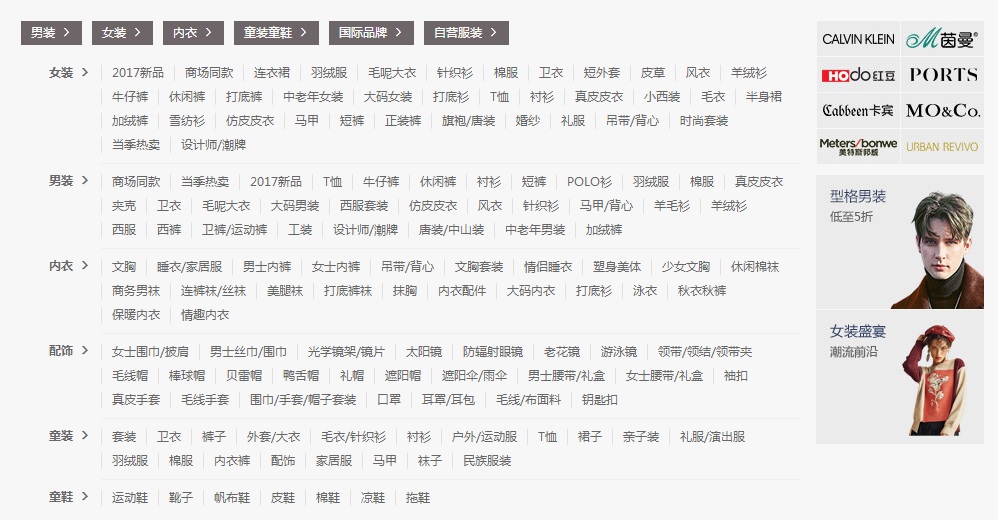 男装 > 女装 > 内衣 > 童装童鞋 > 国际品牌 > 自营服装 >
女装 > 2017新品 商场同款 连衣裙 羽绒服 毛呢大衣 针织衫 棉服 卫衣 短外套 皮草 风衣 羊绒衫
牛仔裤 休闲裤 打底裤 中老年女装 大码女装 打底衫 T恤 衬衫 真皮皮衣 小西装 毛衣 半身裙
加绒裤 雪纺衫 仿皮皮衣 马甲 短裤 正装裤 旗袍/唐装 婚纱 礼服 吊带/背心 时尚套装
当季热卖 设计师/潮牌
男装 > 商场同款 当季热卖 2017新品 T恤 牛仔裤 休闲裤 衬衫 短裤 POLO衫 羽绒服 棉服 真皮皮衣
夹克 卫衣 毛呢大衣 大码男装 西服套装 仿皮皮衣 风衣 针织衫 马甲/背心 羊毛衫 羊绒衫
西服 西裤 卫裤/运动裤 工装 设计师/潮牌 唐装/中山装 中老年男装 加绒裤
内衣 > 文胸 睡衣/家居服 男士内裤 女士内裤 吊带/背心 文胸套装 情侣睡衣 塑身美体 少女文胸 休闲棉袜
商务男袜 连裤袜/丝袜 美腿袜 打底裤袜 抹胸 内衣配件 大码内衣 打底衫 泳衣 秋衣秋裤
保暖内衣 情趣内衣
配饰 > 女士围巾/披肩 男士丝巾/围巾 光学镜架/镜片 太阳镜 防辐射眼镜 老花镜 游泳镜 领带/领结/领带夹
毛线帽 棒球帽 贝雷帽 鸭舌帽 礼帽 遮阳帽 遮阳伞/雨伞 男士腰带/礼盒 女士腰带/礼盒 袖扣
真皮手套 毛线手套 围巾/手套/帽子套装 口罩 耳罩/耳包 毛线/布面料 钥匙扣
童装 > 套装 卫衣 裤子 外套/大衣 毛衣/针织衫 衬衫 户外/运动服 T恤 裙子 亲子装 礼服/演出服
羽绒服 棉服 内衣裤 配饰 家居服 马甲 袜子 民族服装
童鞋 > 运动鞋 靴子 帆布鞋 皮鞋 棉鞋 凉鞋 拖鞋
CALVIN KLEIN 茵曼®
HOdo 红豆 PORTS
Cabbeen卡宾 MO&Co.
Meters/bonwe URBAN REVIVO
美特斯邦威
型格男装
低至5折
女装盛宴
潮流前沿